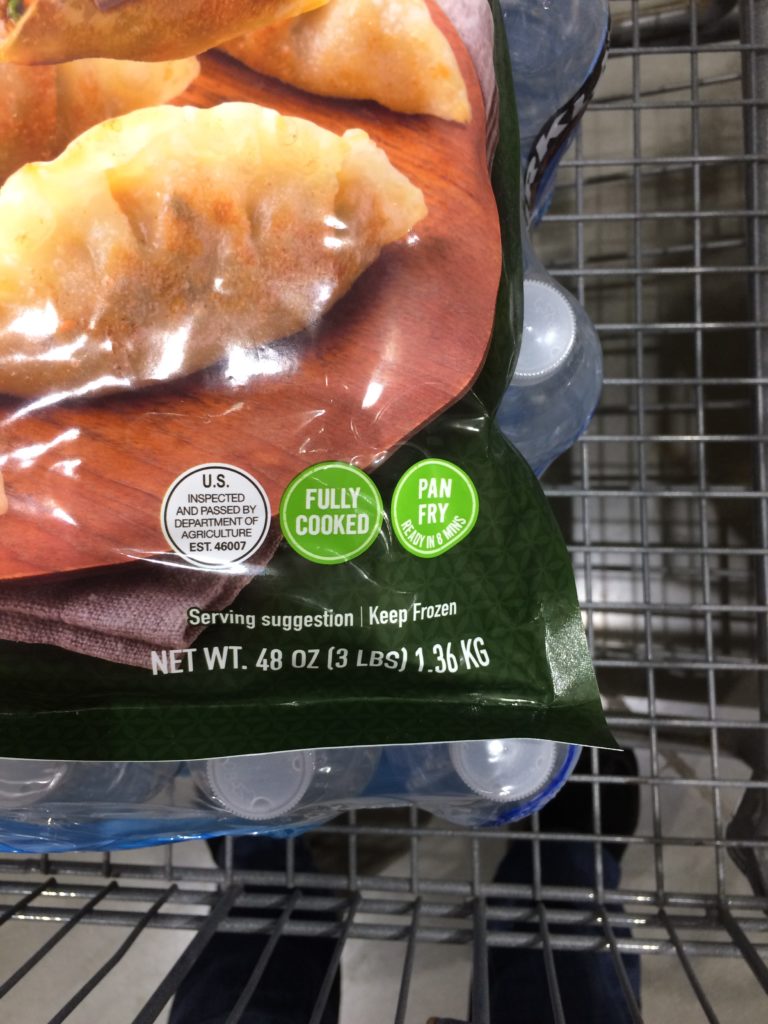 U.S.
INSPECTED
AND PASSED BY
DEPARTMENT OF
AGRICULTURE
EST. 46007
FULLY
COOKED
PAN
FRY
READY IN 8 MINS
Serving suggestion | Keep Frozen
NET WT. 48 OZ (3 LBS) 1.36 KG